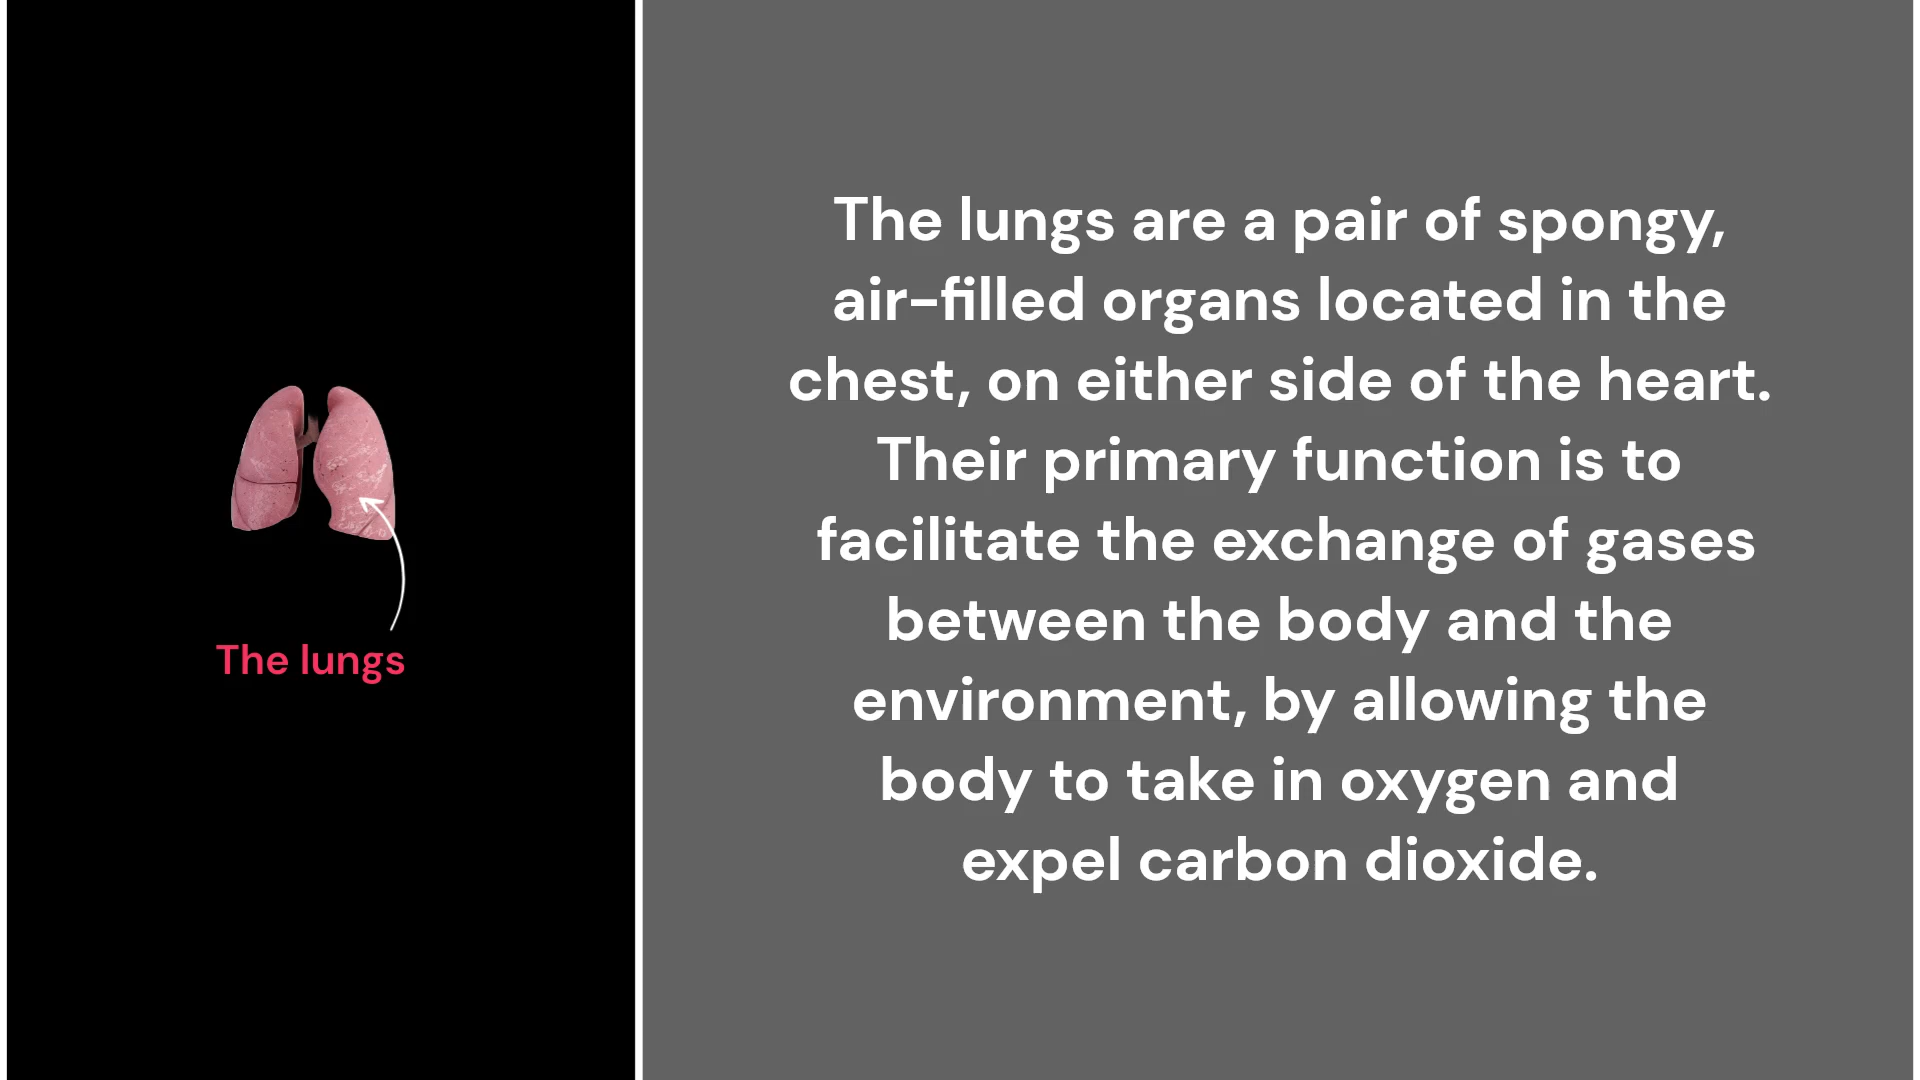 The lungs
The lungs are a pair of spongy,
air-filled organs located in the
chest, on either side of the heart.
Their primary function is to
facilitate the exchange of gases
between the body and the
environment, by allowing the
body to take in oxygen and
expel carbon dioxide.